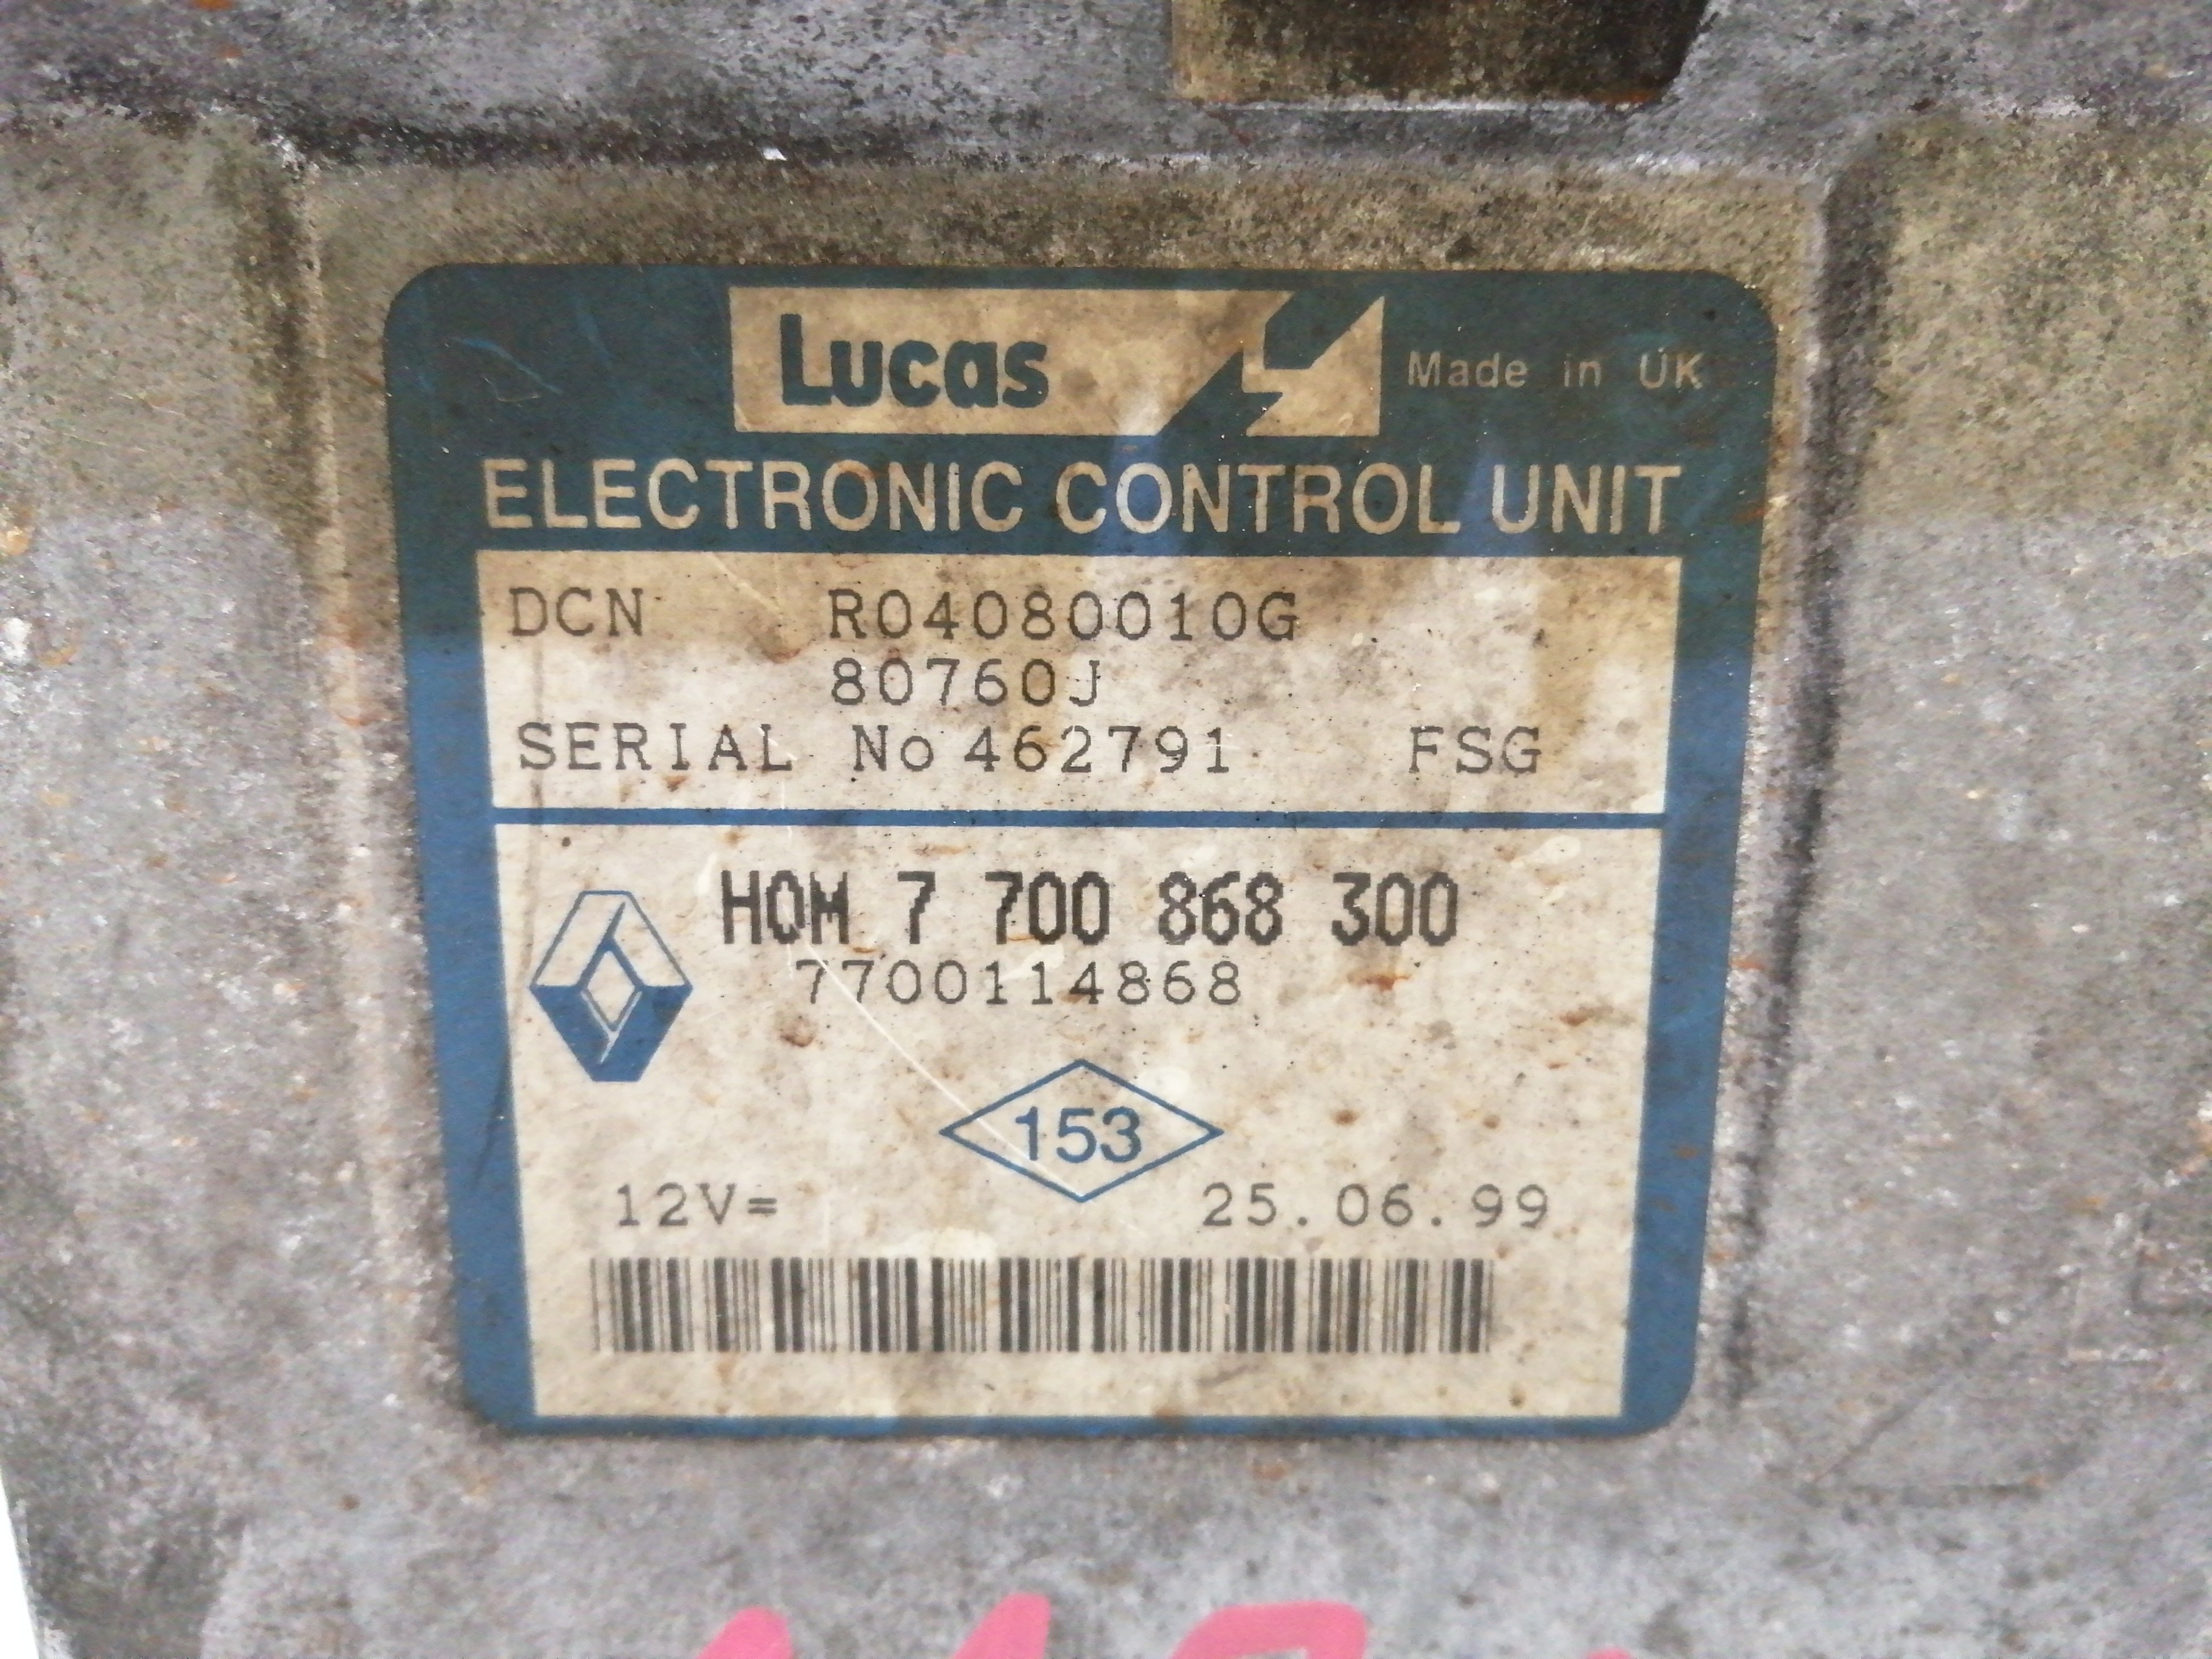 Lucas Made in UK
ELECTRONIC CONTROL UNIT
DCN R04080010G
80760J
SERIAL No 462791 FSG
HOM 7 700 868 300
7700114868
153
12V= 25.06.99